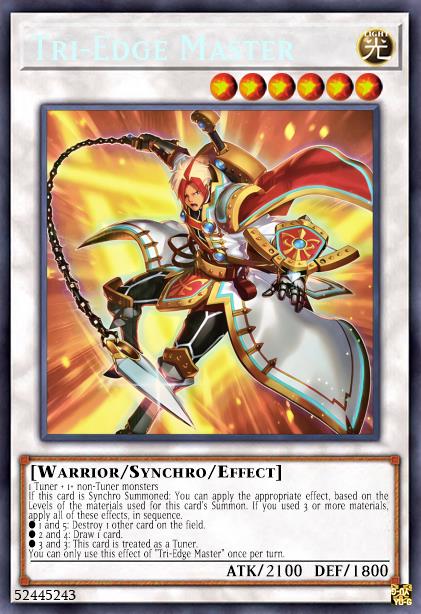 Tri-Edge Master
LIGHT
光
[Warrior/Synchro/Effect]
1 Tuner + 1+ non-Tuner monsters
If this card is Synchro Summoned: You can apply the appropriate effect, based on the
Levels of the materials used for this card's Summon. If you used 3 or more materials,
apply all of these effects, in sequence.
● 1 and 5: Destroy 1 other card on the field.
● 2 and 4: Draw 1 card.
● 3 and 3: This card is treated as a Tuner.
You can only use this effect of "Tri-Edge Master" once per turn.
ATK/2100 DEF/1800
52445243